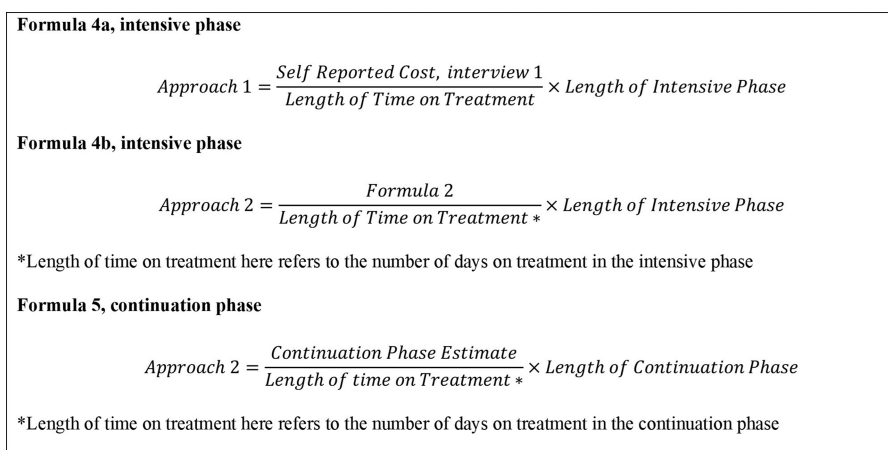 Formula 4a, intensive phase
Approach 1 = Self Reported Cost, interview 1 / Length of Time on Treatment × Length of Intensive Phase
Formula 4b, intensive phase
Approach 2 = Formula 2 / Length of Time on Treatment * × Length of Intensive Phase
*Length of time on treatment here refers to the number of days on treatment in the intensive phase
Formula 5, continuation phase
Approach 2 = Continuation Phase Estimate / Length of time on Treatment * × Length of Continuation Phase
*Length of time on treatment here refers to the number of days on treatment in the continuation phase